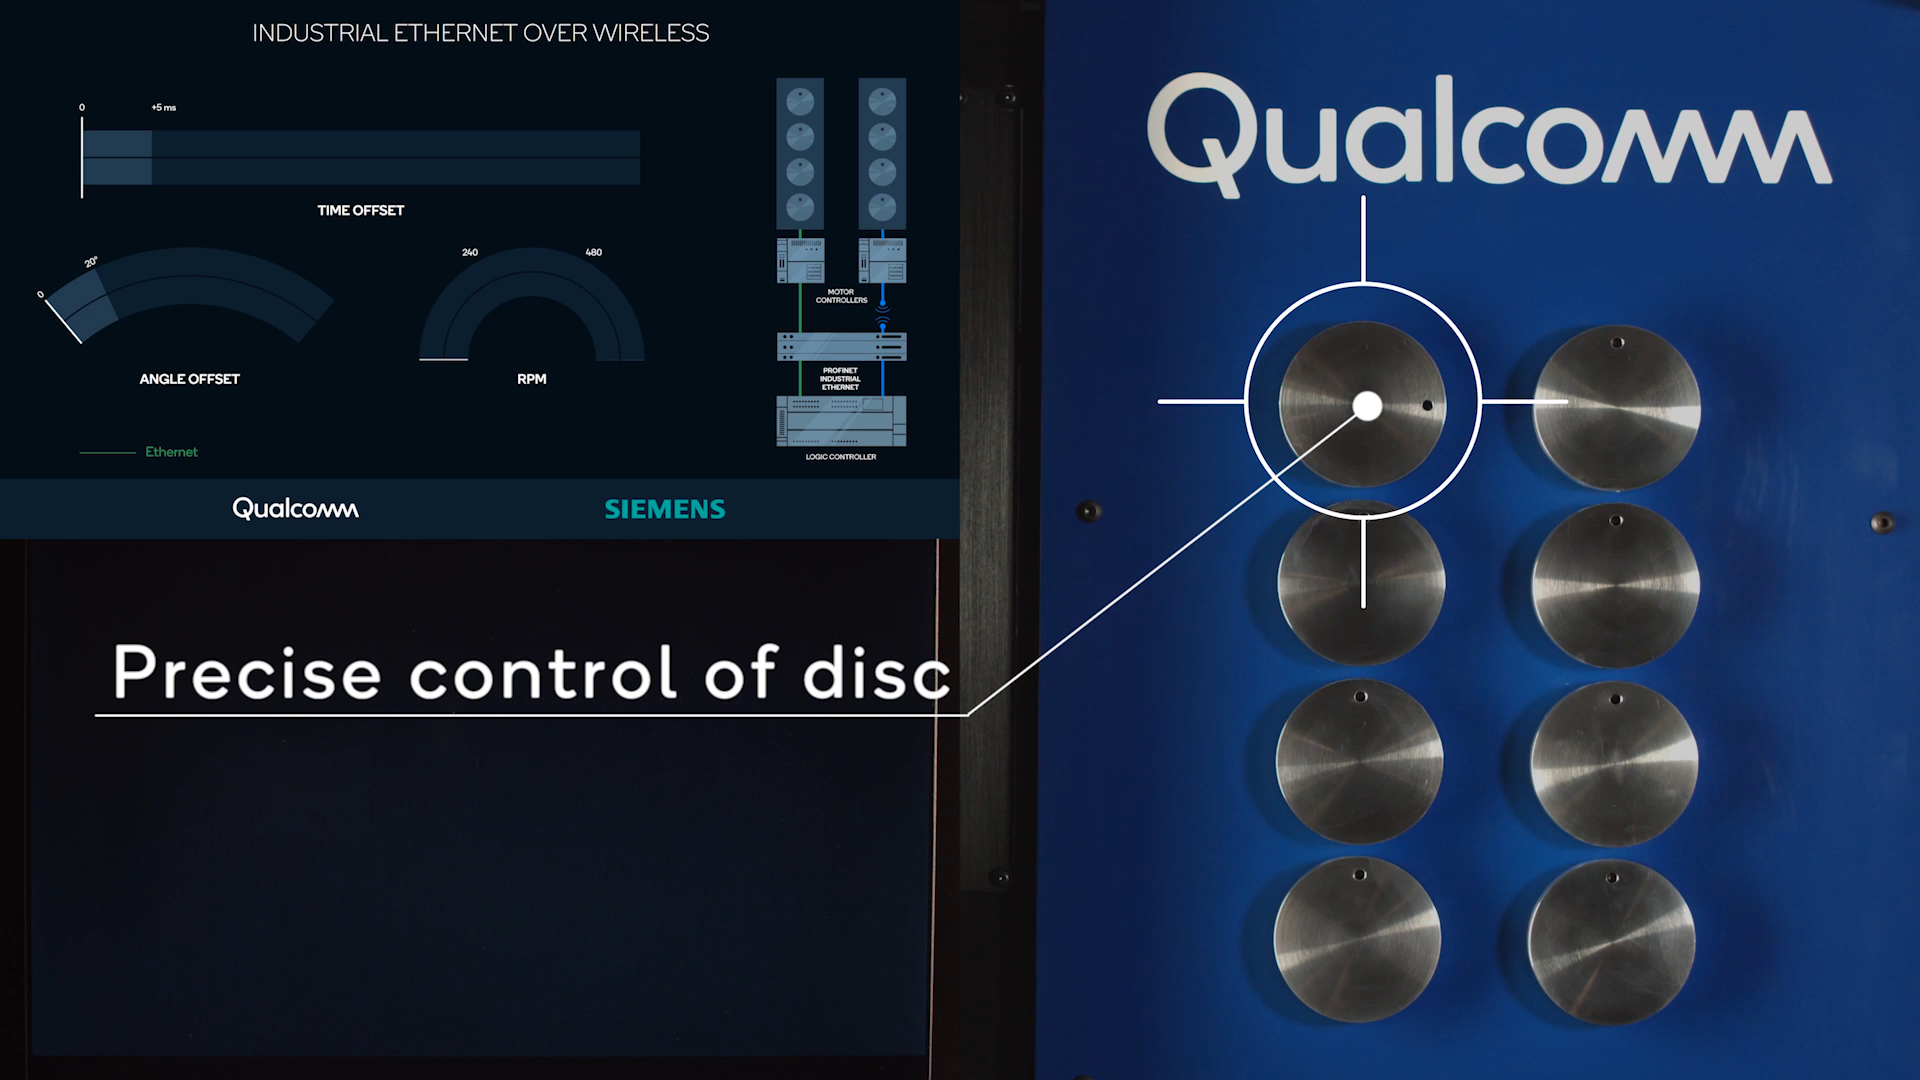 INDUSTRIAL ETHERNET OVER WIRELESS
0
+5 ms
TIME OFFSET
0
20°
ANGLE OFFSET
240
480
RPM
MOTOR
CONTROLLERS
PROFINET
INDUSTRIAL
ETHERNET
LOGIC CONTROLLER
Ethernet
Qualcomm
SIEMENS
Qualcomm
Precise control of disc